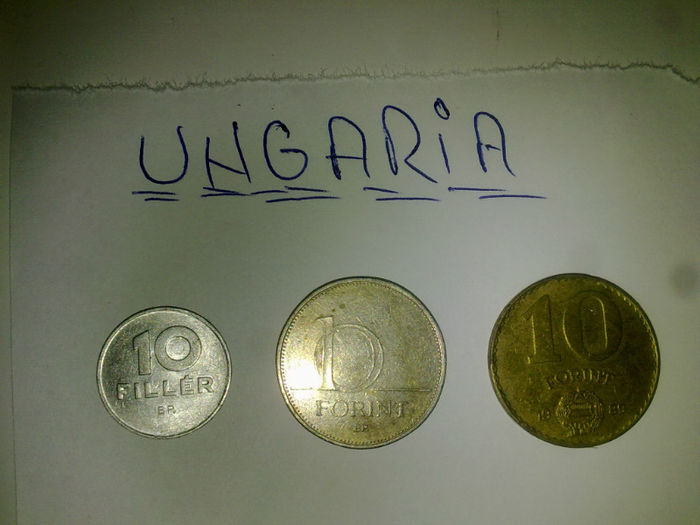 UNGARiA
10
FILLÉR
BP.
10
FORINT
BP.
10
FORINT